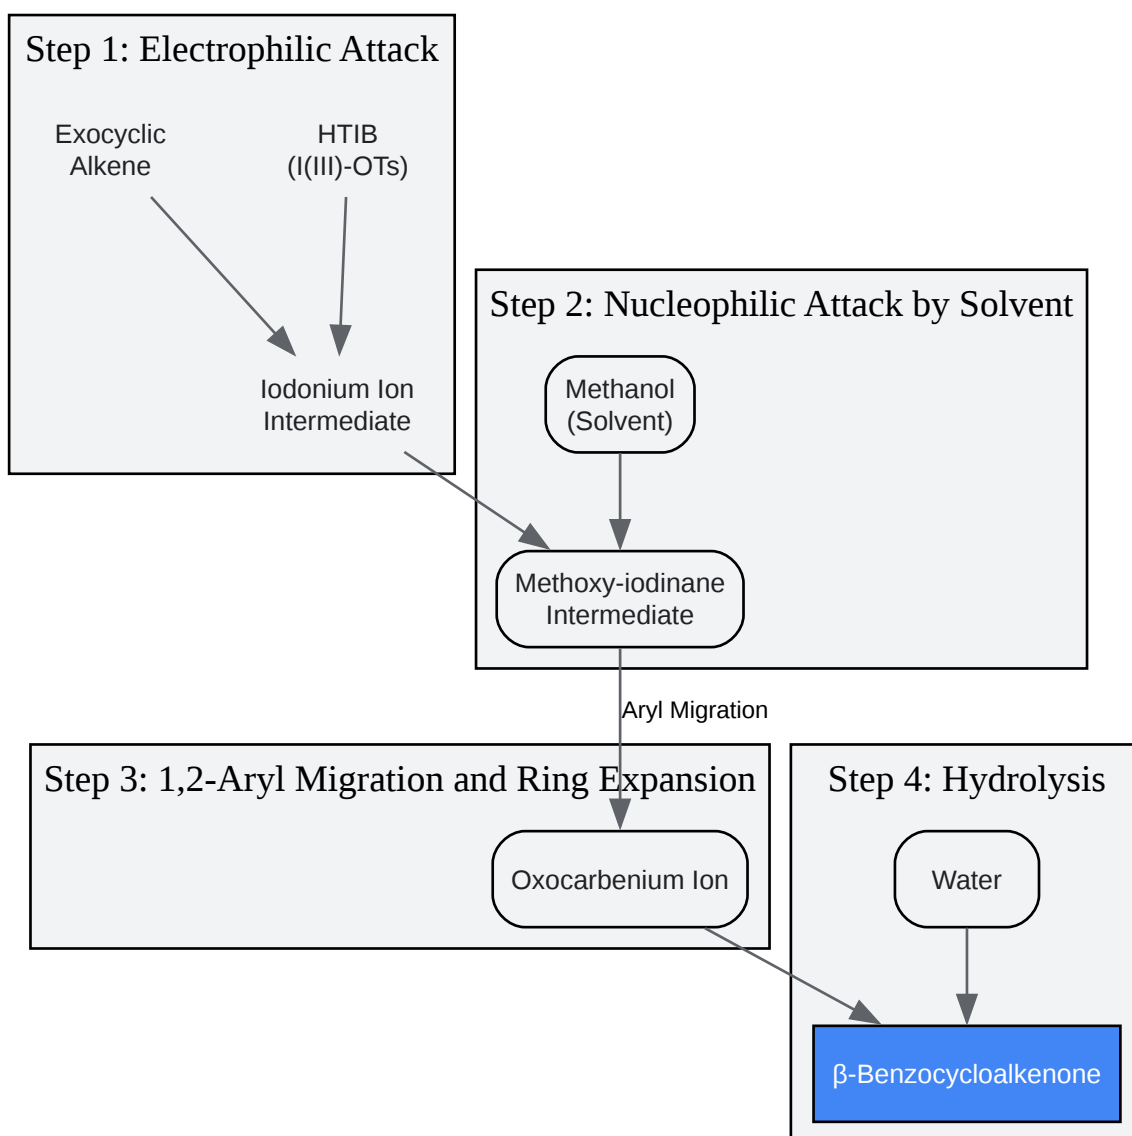 Step 1: Electrophilic Attack
Exocyclic
Alkene
HTIB
(I(III)-OTs)
Iodonium Ion
Intermediate
Step 2: Nucleophilic Attack by Solvent
Methanol
(Solvent)
Methoxy-iodinane
Intermediate
Aryl Migration
Step 3: 1,2-Aryl Migration and Ring Expansion
Oxocarbenium Ion
Step 4: Hydrolysis
Water
β-Benzocycloalkenone